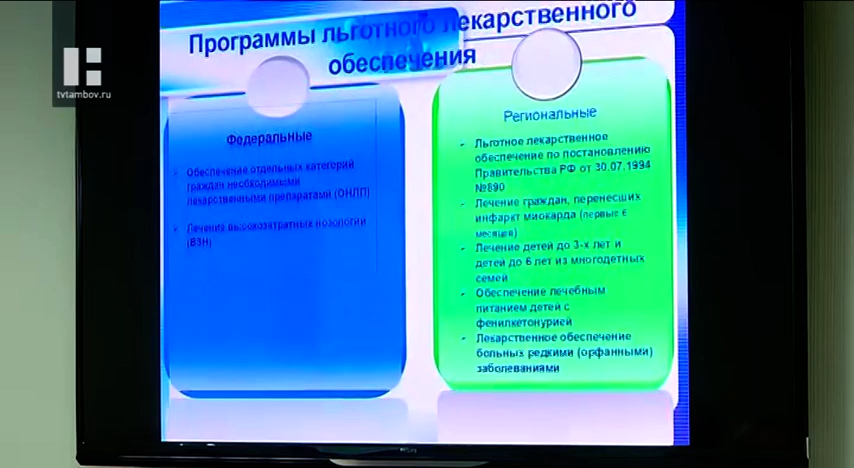 tvtambov.ru
Программы льготного лекарственного
обеспечения
Федеральные
Обеспечение отдельных категорий
граждан необходимыми
лекарственными препаратами (ОНЛП)
Лечение высокозатратных нозологий
(ВЗН)
Региональные
Льготное лекарственное
обеспечение по постановлению
Правительства РФ от 30.07.1994
№890
Лечение граждан, перенесших
инфаркт миокарда (первые 6
месяцев)
Лечение детей до 3-х лет и
детей до 6 лет из многодетных
семей
Обеспечение лечебным
питанием детей с
фенилкетонурией
Лекарственное обеспечение
больных редкими (орфанными)
заболеваниями